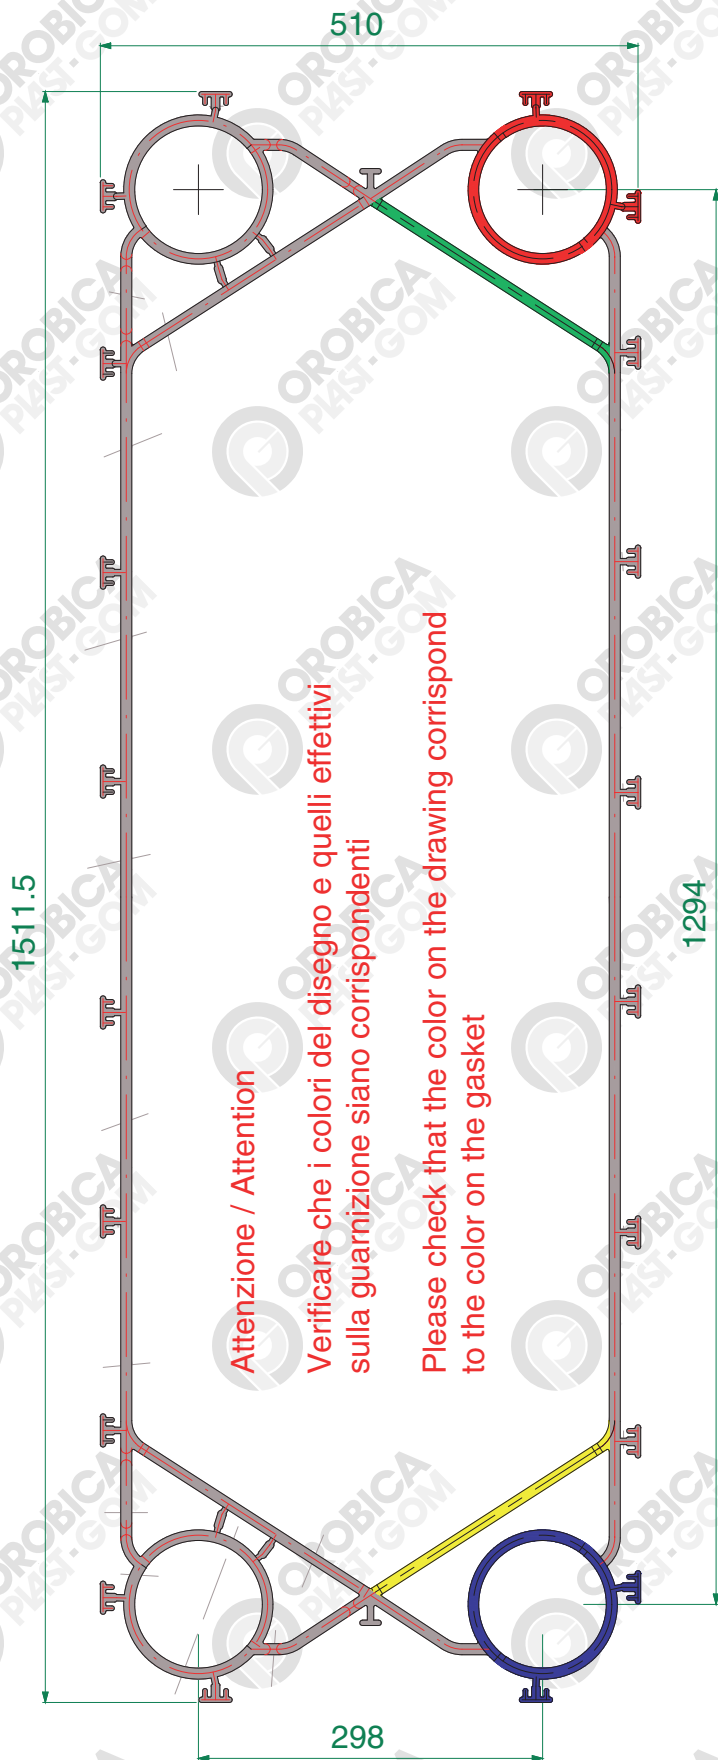 510
1511.5
1294
298
Attenzione / Attention
Verificare che i colori del disegno e quelli effettivi
sulla guarnizione siano corrispondenti
Please check that the color on the drawing corrispond
to the color on the gasket
OROBICA
PLAST·GOM